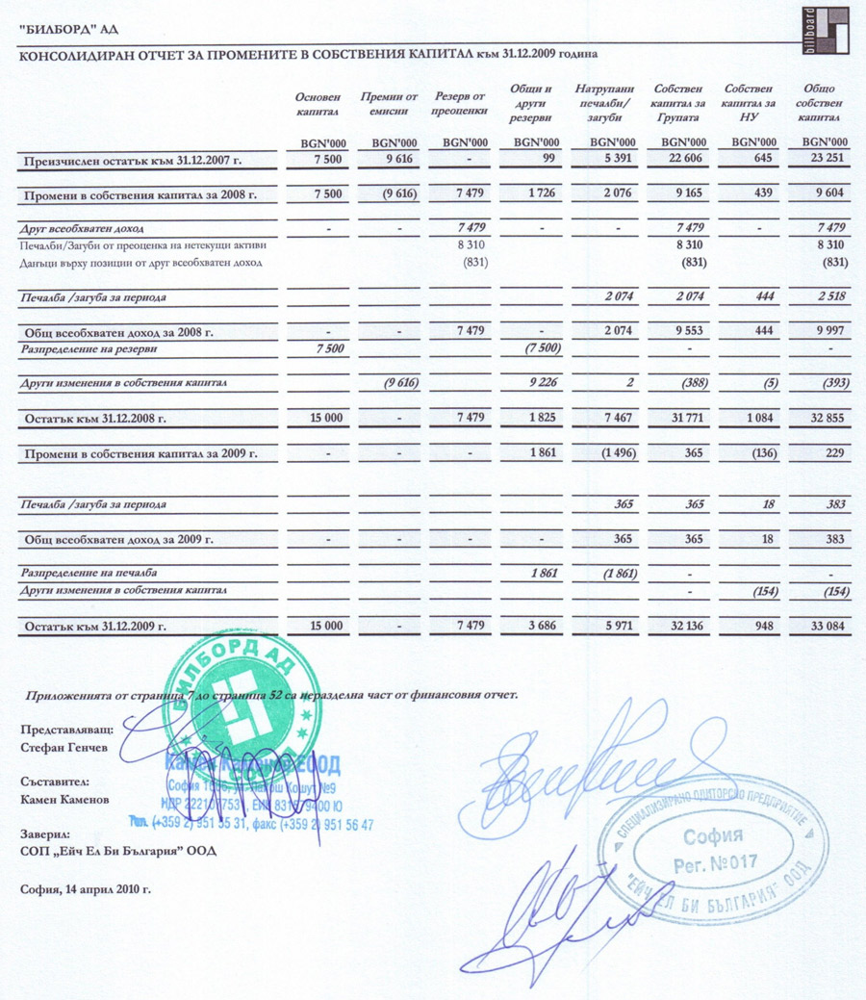 "БИЛБОРД" АД
billboard
КОНСОЛИДИРАН ОТЧЕТ ЗА ПРОМЕНИТЕ В СОБСТВЕНИЯ КАПИТАЛ към 31.12.2009 година
Основен капитал Премии от емисии Резерв от преоценки Общи и други резерви Натрупани печалби/ загуби Собствен капитал за Групата Собствен капитал за НУ Общо собствен капитал
BGN'000 BGN'000 BGN'000 BGN'000 BGN'000 BGN'000 BGN'000 BGN'000
Преизчислен остатък към 31.12.2007 г. 7 500 9 616 - 99 5 391 22 606 645 23 251
Промени в собствения капитал за 2008 г. 7 500 (9 616) 7 479 1 726 2 076 9 165 439 9 604
Друг всеобхватен доход - - 7 479 - - 7 479 - 7 479
Печалби/Загуби от преоценка на нетекущи активи 8 310 8 310 8 310
Данъци върху позиции от друг всеобхватен доход (831) (831) (831)
Печалба /загуба за периода 2 074 2 074 444 2 518
Общ всеобхватен доход за 2008 г. - - 7 479 - 2 074 9 553 444 9 997
Разпределение на резерви 7 500 (7 500) - -
Други изменения в собствения капитал (9 616) 9 226 2 (388) (5) (393)
Остатък към 31.12.2008 г. 15 000 - 7 479 1 825 7 467 31 771 1 084 32 855
Промени в собствения капитал за 2009 г. - - - 1 861 (1 496) 365 (136) 229
Печалба /загуба за периода 365 365 18 383
Общ всеобхватен доход за 2009 г. - - - - 365 365 18 383
Разпределение на печалба 1 861 (1 861) - -
Други изменения в собствения капитал - (154) (154)
Остатък към 31.12.2009 г. 15 000 - 7 479 3 686 5 971 32 136 948 33 084
БИЛБОРД АД
СОФИЯ
Приложенията от страница 7 до страница 52 са неразделна част от финансовия отчет.
Представляващ:
Стефан Генчев
Камен Каменов ЕООД
Съставител:
Камен Каменов
Тел. (+359 2) 951 55 31, факс (+359 2) 951 56 47
Заверил:
СОП „Ейч Ел Би България” ООД
СПЕЦИАЛИЗИРАНО ОДИТОРСКО ПРЕДПРИЯТИЕ
София
Рег. №017
"ЕЙЧ ЕЛ БИ БЪЛГАРИЯ" ООД
София, 14 април 2010 г.